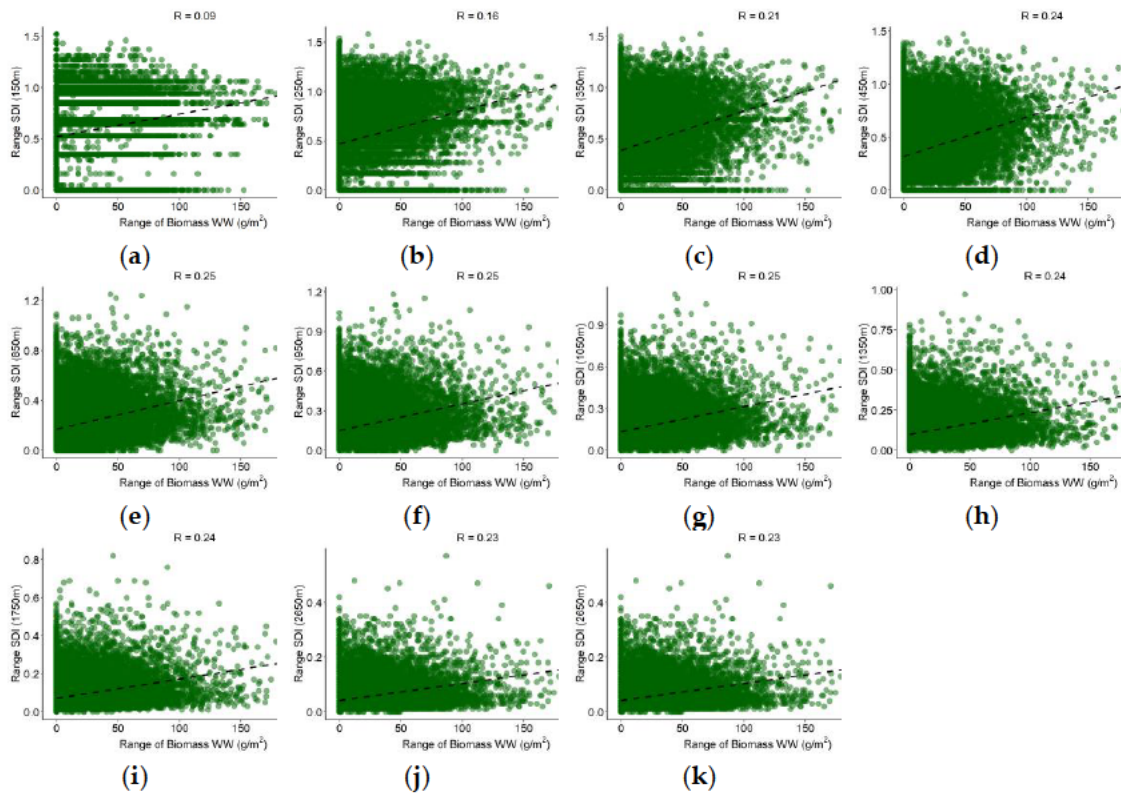 R = 0.09
Range SDI (150m)
1.5
1.0
0.5
0.0
0 50 100 150
Range of Biomass WW (g/m²)
(a)
R = 0.16
Range SDI (250m)
1.5
1.0
0.5
0.0
0 50 100 150
Range of Biomass WW (g/m²)
(b)
R = 0.21
Range SDI (350m)
1.5
1.0
0.5
0.0
0 50 100 150
Range of Biomass WW (g/m²)
(c)
R = 0.24
Range SDI (450m)
1.5
1.0
0.5
0.0
0 50 100 150
Range of Biomass WW (g/m²)
(d)
R = 0.25
Range SDI (850m)
1.2
0.8
0.4
0.0
0 50 100 150
Range of Biomass WW (g/m²)
(e)
R = 0.25
Range SDI (950m)
1.2
0.9
0.6
0.3
0.0
0 50 100 150
Range of Biomass WW (g/m²)
(f)
R = 0.25
Range SDI (1050m)
0.9
0.6
0.3
0.0
0 50 100 150
Range of Biomass WW (g/m²)
(g)
R = 0.24
Range SDI (1350m)
1.00
0.75
0.50
0.25
0.00
0 50 100 150
Range of Biomass WW (g/m²)
(h)
R = 0.24
Range SDI (1750m)
0.8
0.6
0.4
0.2
0.0
0 50 100 150
Range of Biomass WW (g/m²)
(i)
R = 0.23
Range SDI (2650m)
0.4
0.2
0.0
0 50 100 150
Range of Biomass WW (g/m²)
(j)
R = 0.23
Range SDI (2650m)
0.4
0.2
0.0
0 50 100 150
Range of Biomass WW (g/m²)
(k)